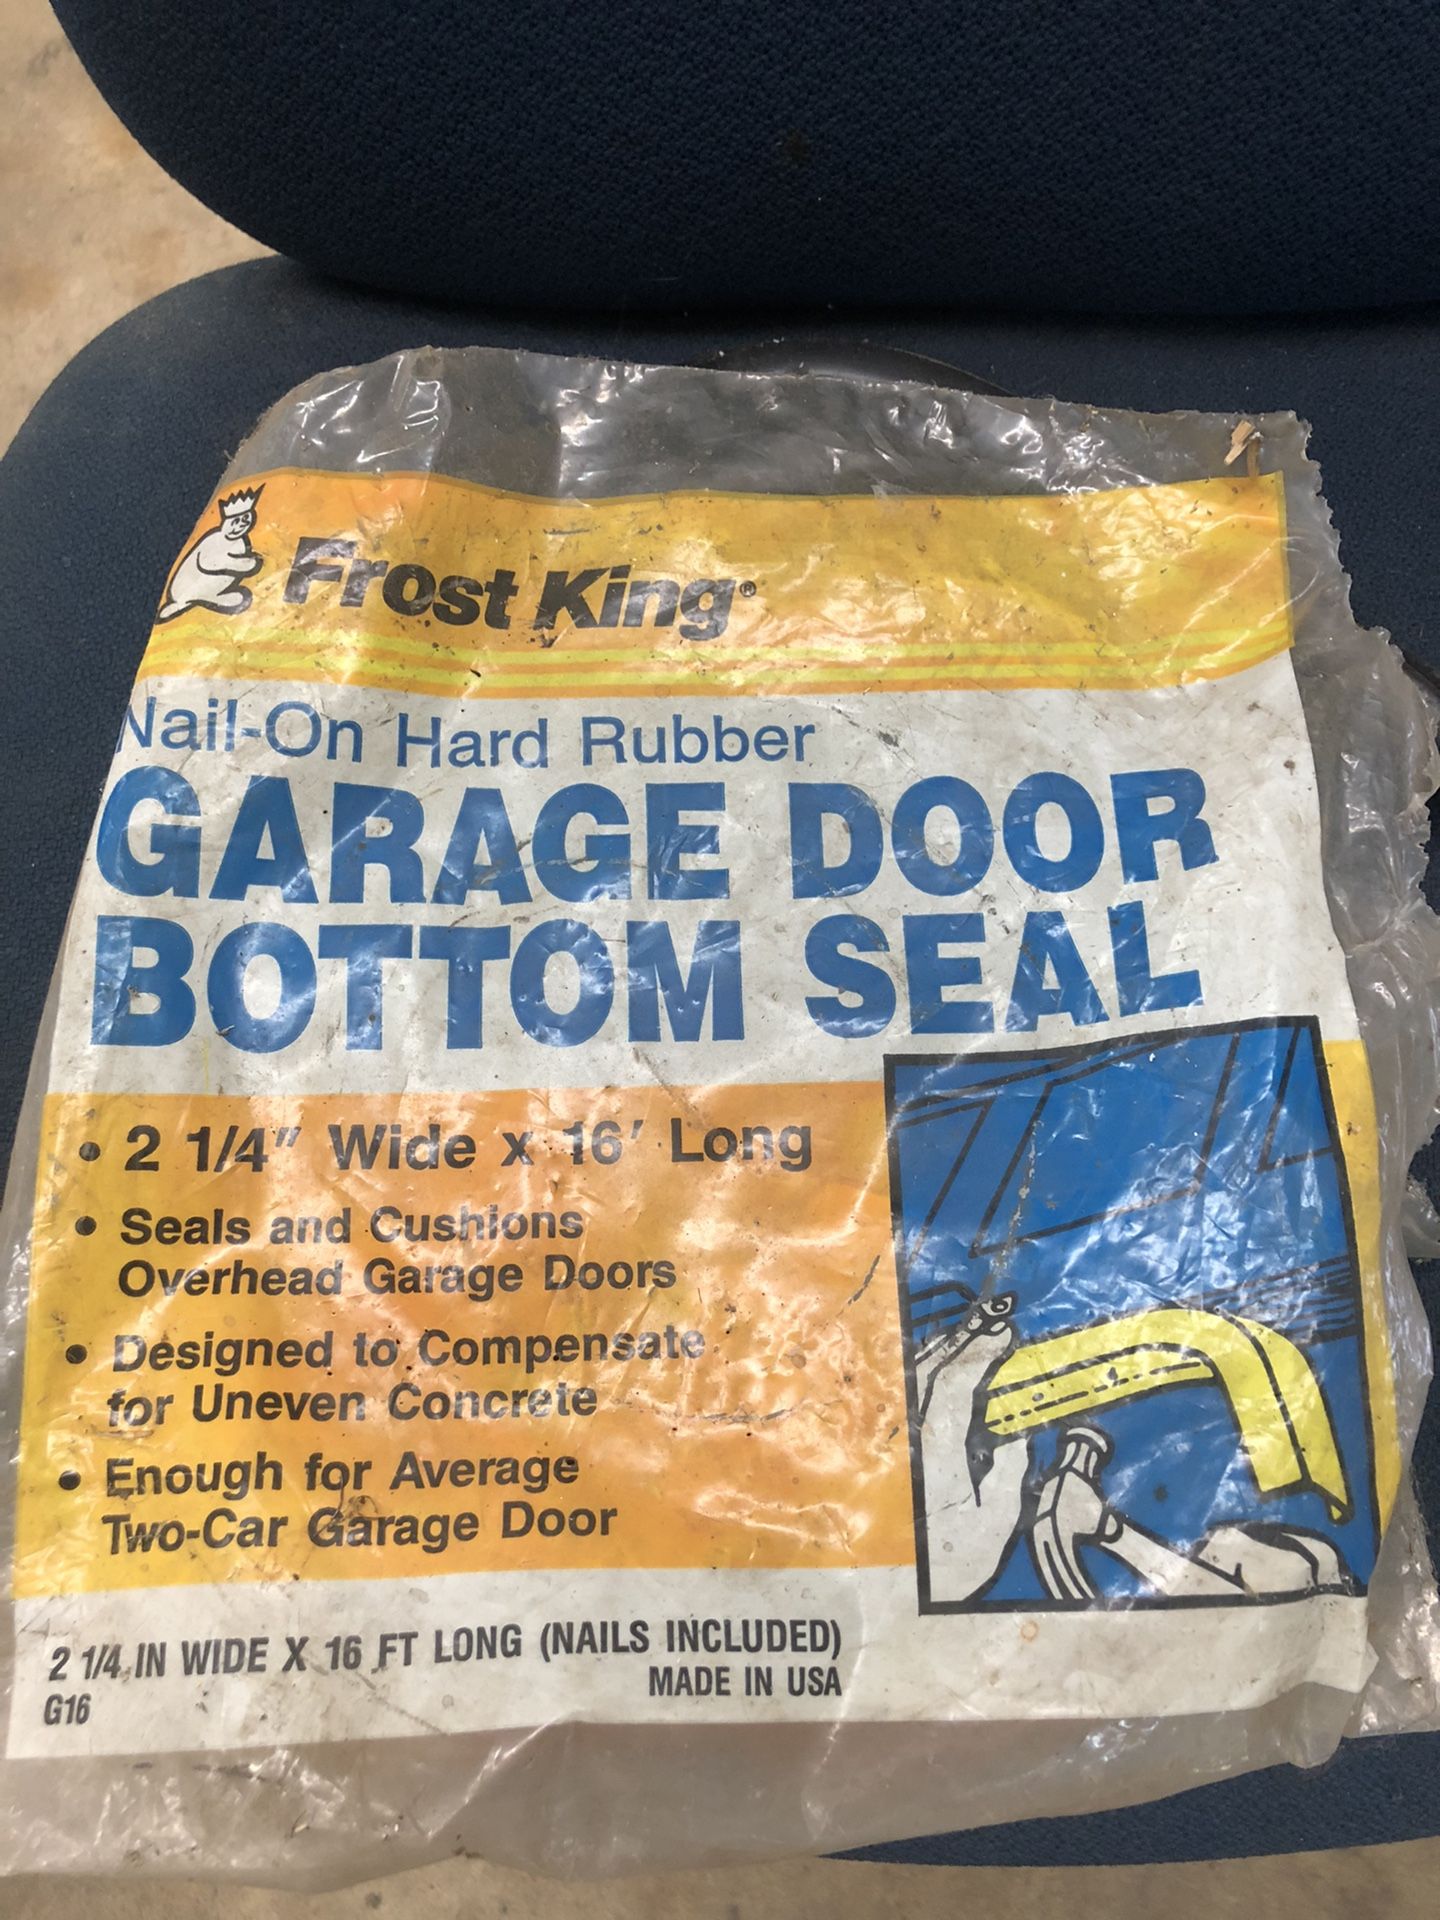 Frost King®
Nail-On Hard Rubber
GARAGE DOOR
BOTTOM SEAL
• 2 1/4" Wide x 16' Long
• Seals and Cushions
Overhead Garage Doors
• Designed to Compensate
for Uneven Concrete
• Enough for Average
Two-Car Garage Door
2 1/4 IN WIDE X 16 FT LONG (NAILS INCLUDED)
G16
MADE IN USA